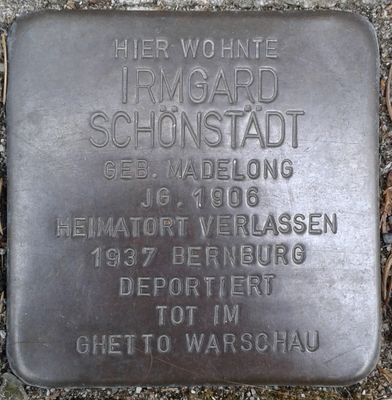 HIER WOHNTE
IRMGARD
SCHÖNSTÄDT
GEB. MADELONG
JG. 1906
HEIMATORT VERLASSEN
1937 BERNBURG
DEPORTIERT
TOT IM
GHETTO WARSCHAU